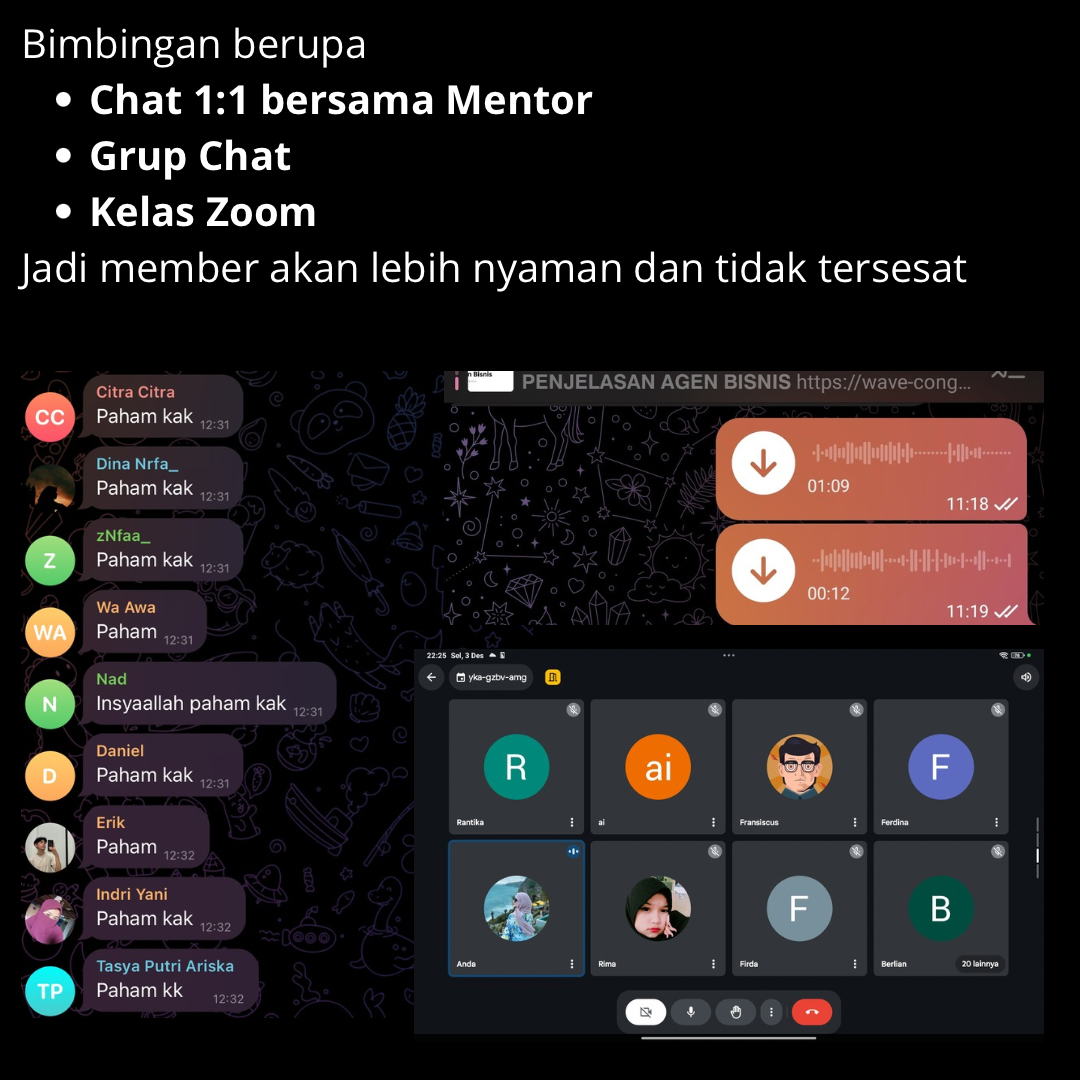 Bimbingan berupa
• Chat 1:1 bersama Mentor
• Grup Chat
• Kelas Zoom
Jadi member akan lebih nyaman dan tidak tersesat
CC
Citra Citra
Paham kak 12:31
Dina Nrfa_
Paham kak 12:31
Z
zNfaa_
Paham kak 12:31
WA
Wa Awa
Paham 12:31
N
Nad
Insyaallah paham kak 12:31
D
Daniel
Paham kak 12:31
Erik
Paham 12:32
Indri Yani
Paham kak 12:32
TP
Tasya Putri Ariska
Paham kk 12:32
n Bisnis
PENJELASAN AGEN BISNIS https://wave-cong...
01:09
11:18
00:12
11:19
22:25 Sel, 3 Des
yka-gzbv-amg
R
Rantika
ai
ai
Fransiscus
F
Ferdina
Anda
Rima
F
Firda
B
Berlian
20 lainnya